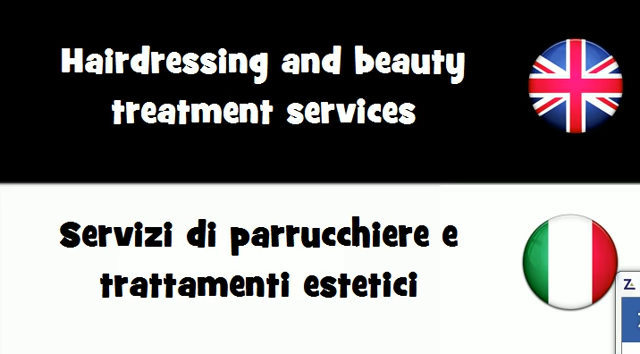 Hairdressing and beauty
treatment services
Servizi di parrucchiere e
trattamenti estetici